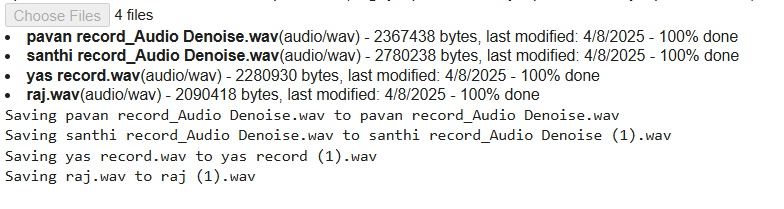 Choose Files 4 files
• pavan record_Audio Denoise.wav(audio/wav) - 2367438 bytes, last modified: 4/8/2025 - 100% done
• santhi record_Audio Denoise.wav(audio/wav) - 2780238 bytes, last modified: 4/8/2025 - 100% done
• yas record.wav(audio/wav) - 2280930 bytes, last modified: 4/8/2025 - 100% done
• raj.wav(audio/wav) - 2090418 bytes, last modified: 4/8/2025 - 100% done
Saving pavan record_Audio Denoise.wav to pavan record_Audio Denoise.wav
Saving santhi record_Audio Denoise.wav to santhi record_Audio Denoise (1).wav
Saving yas record.wav to yas record (1).wav
Saving raj.wav to raj (1).wav